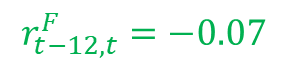 r^F_{t−12,t} = −0.07